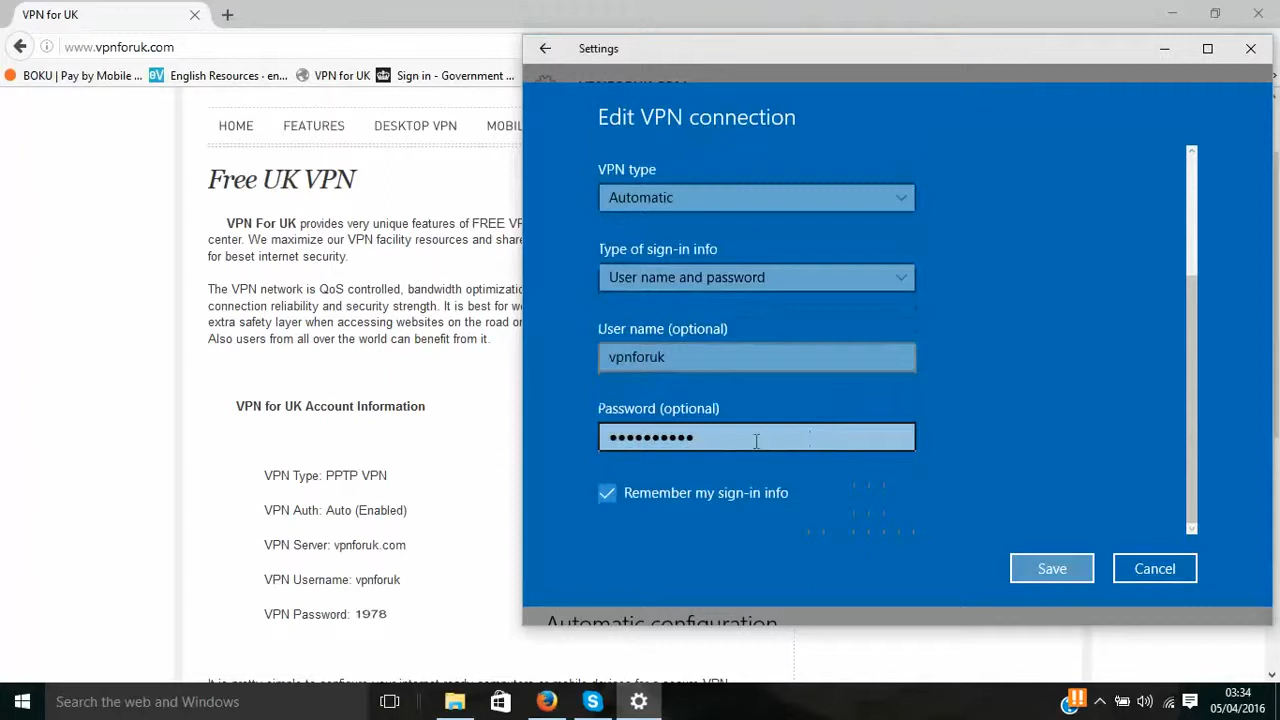 VPN for UK
www.vpnforuk.com
BOKU | Pay by Mobile ...
English Resources - en...
VPN for UK
Sign in - Government ...
HOME
FEATURES
DESKTOP VPN
MOBIL
Free UK VPN
VPN For UK provides very unique features of FREE VP
center. We maximize our VPN facility resources and share
for beset internet security.
The VPN network is QoS controlled, bandwidth optimizatio
connection reliability and security strength. It is best for we
extra safety layer when accessing websites on the road or
Also users from all over the world can benefit from it.
VPN for UK Account Information
VPN Type: PPTP VPN
VPN Auth: Auto (Enabled)
VPN Server: vpnforuk.com
VPN Username: vpnforuk
VPN Password: 1978
Settings
Edit VPN connection
VPN type
Automatic
Type of sign-in info
User name and password
User name (optional)
vpnforuk
Password (optional)
••••••••••
Remember my sign-in info
Save
Cancel
Automatic configuration
Search the web and Windows
03:34
05/04/2016